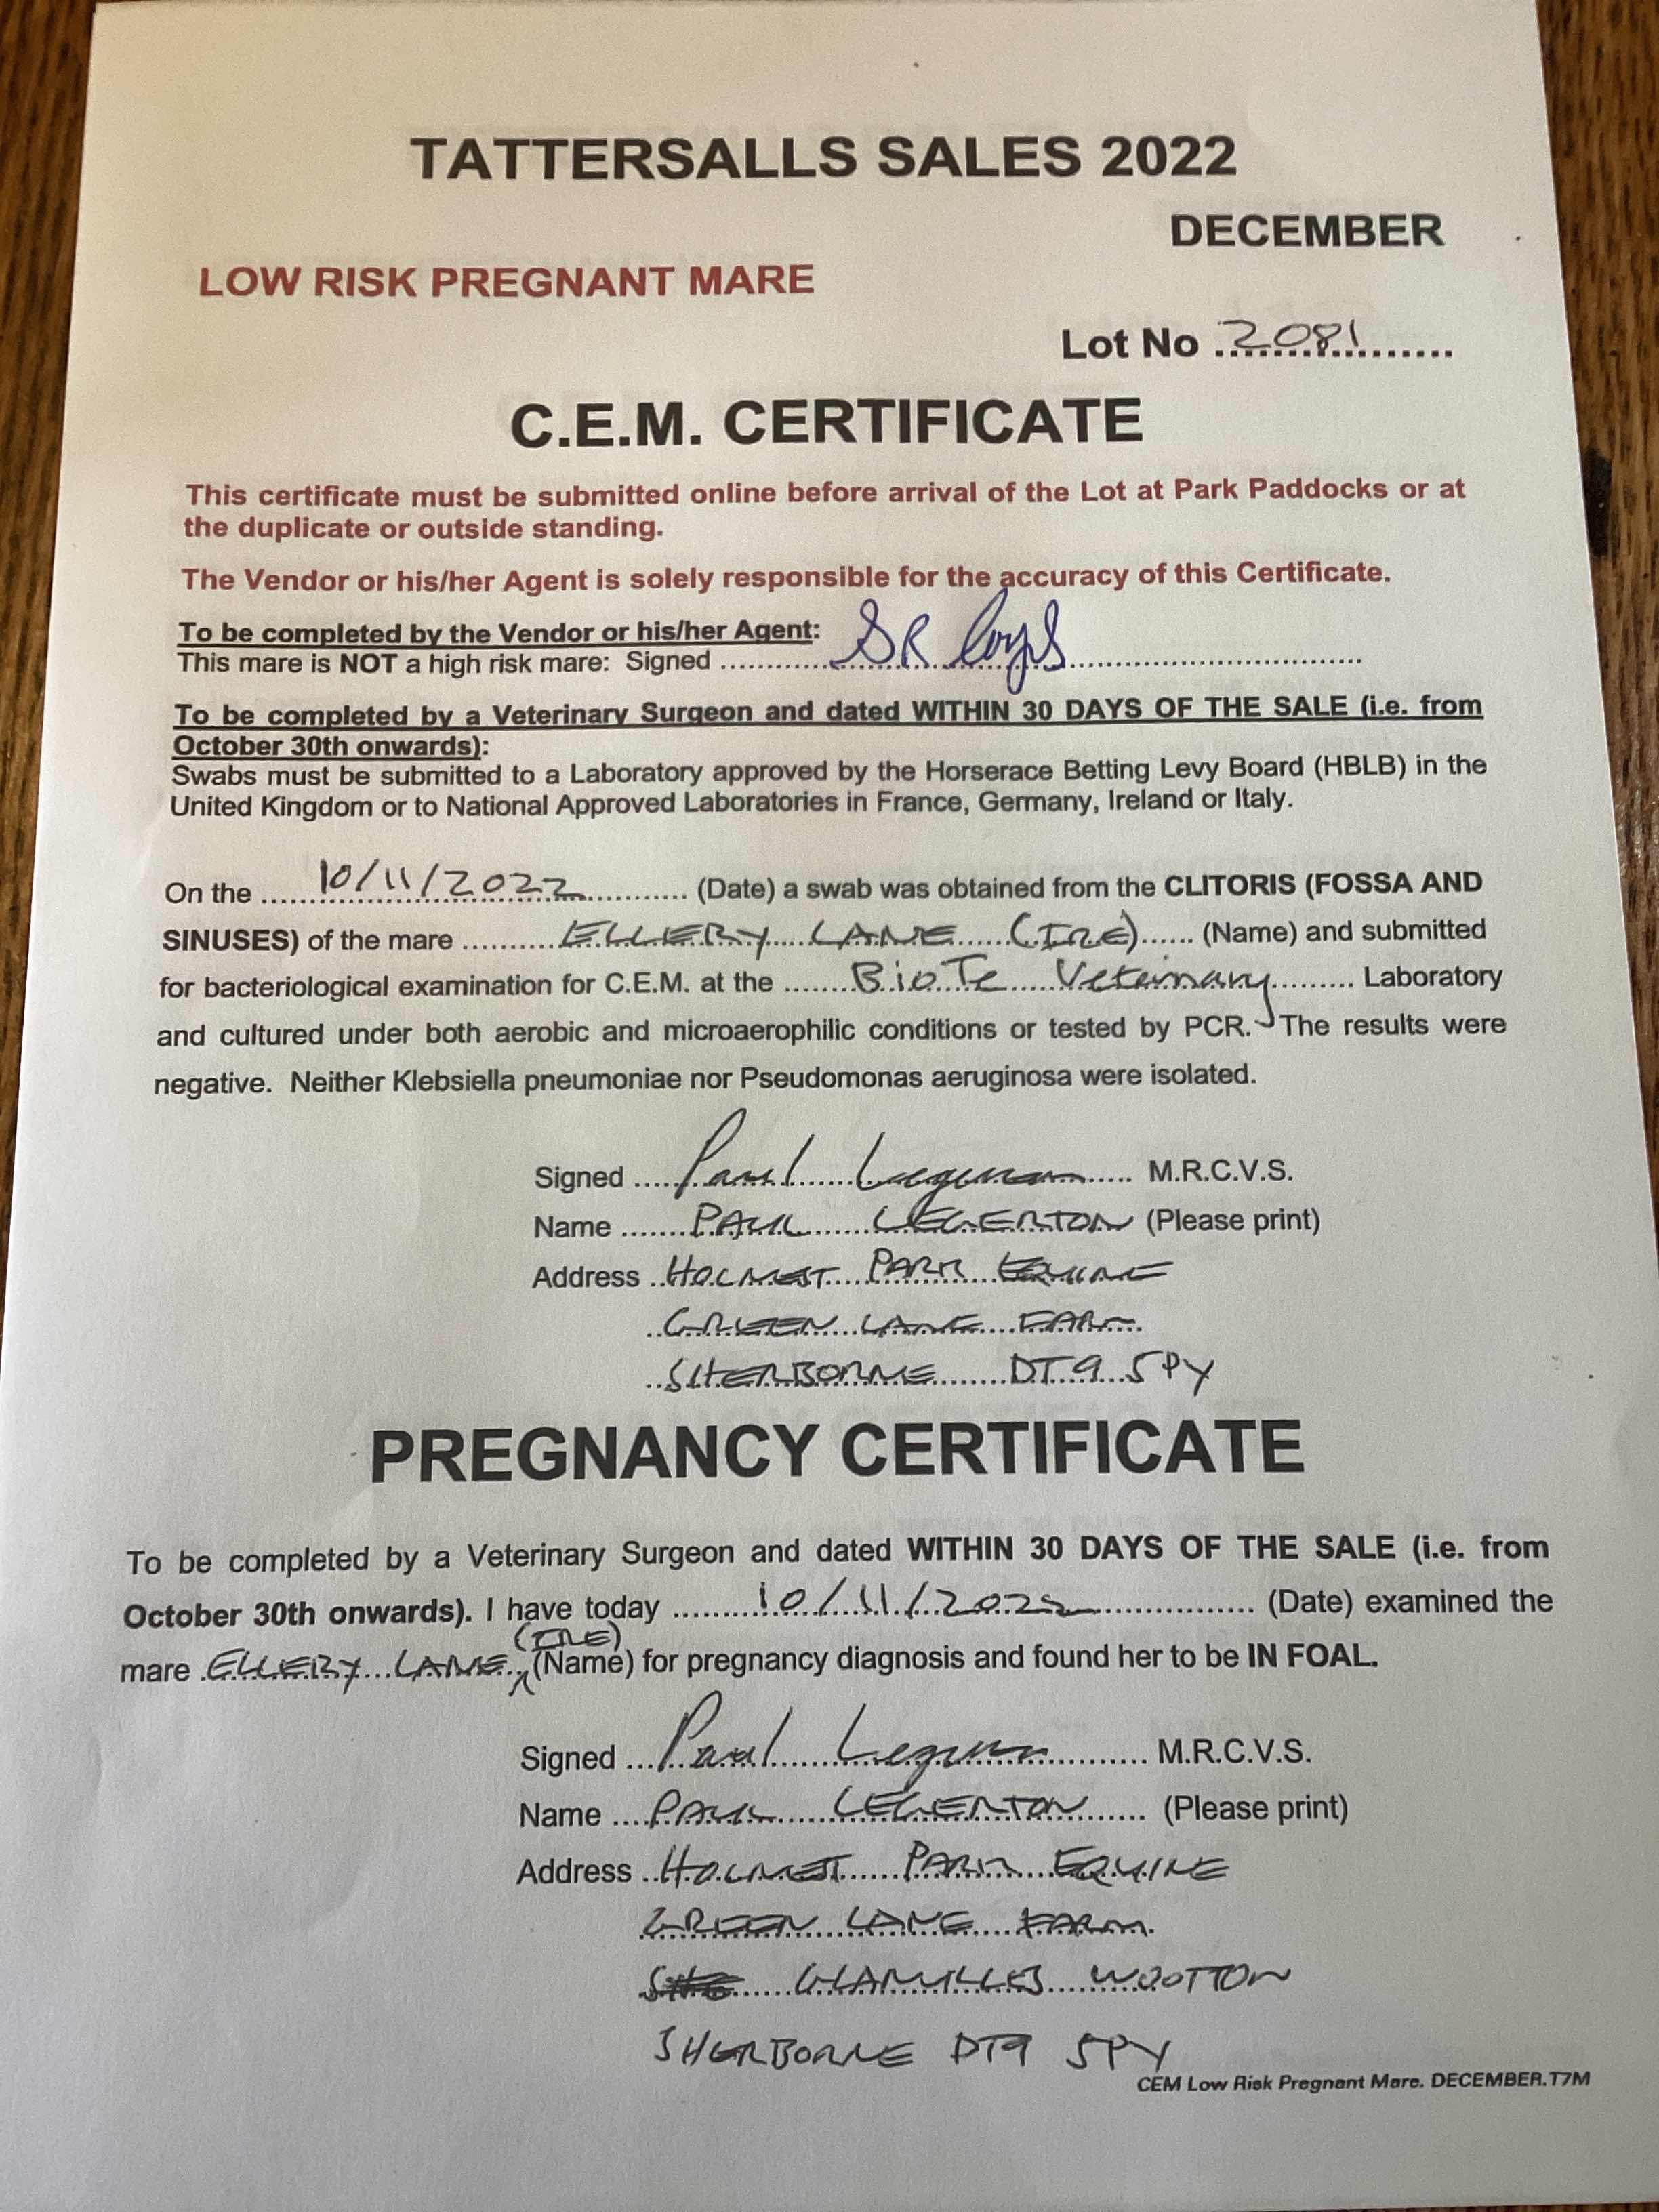 TATTERSALLS SALES 2022
DECEMBER
LOW RISK PREGNANT MARE
Lot No 2081
C.E.M. CERTIFICATE
This certificate must be submitted online before arrival of the Lot at Park Paddocks or at
the duplicate or outside standing.
The Vendor or his/her Agent is solely responsible for the accuracy of this Certificate.
To be completed by the Vendor or his/her Agent:
This mare is NOT a high risk mare: Signed SR
To be completed by a Veterinary Surgeon and dated WITHIN 30 DAYS OF THE SALE (i.e. from
October 30th onwards):
Swabs must be submitted to a Laboratory approved by the Horserace Betting Levy Board (HBLB) in the
United Kingdom or to National Approved Laboratories in France, Germany, Ireland or Italy.
On the 10/11/2022 (Date) a swab was obtained from the CLITORIS (FOSSA AND
SINUSES) of the mare ELLERY LANE (IRE) (Name) and submitted
for bacteriological examination for C.E.M. at the BioTe Veterinary Laboratory
and cultured under both aerobic and microaerophilic conditions or tested by PCR. The results were
negative. Neither Klebsiella pneumoniae nor Pseudomonas aeruginosa were isolated.
Signed Paul Legerton M.R.C.V.S.
Name PAUL LEGERTON (Please print)
Address HOLNEST PARK EQUINE
GREEN LANE FARM
SHERBORNE DT9 5PY
PREGNANCY CERTIFICATE
To be completed by a Veterinary Surgeon and dated WITHIN 30 DAYS OF THE SALE (i.e. from
October 30th onwards). I have today 10/11/2022 (Date) examined the
(IRE)
mare ELLERY LANE (Name) for pregnancy diagnosis and found her to be IN FOAL.
Signed Paul Legerton M.R.C.V.S.
Name PAUL LEGERTON (Please print)
Address HOLNEST PARK EQUINE
GREEN LANE FARM
GLANVILLES WOOTTON
SHERBORNE DT9 5PY
CEM Low Risk Pregnant Mare. DECEMBER.T7M